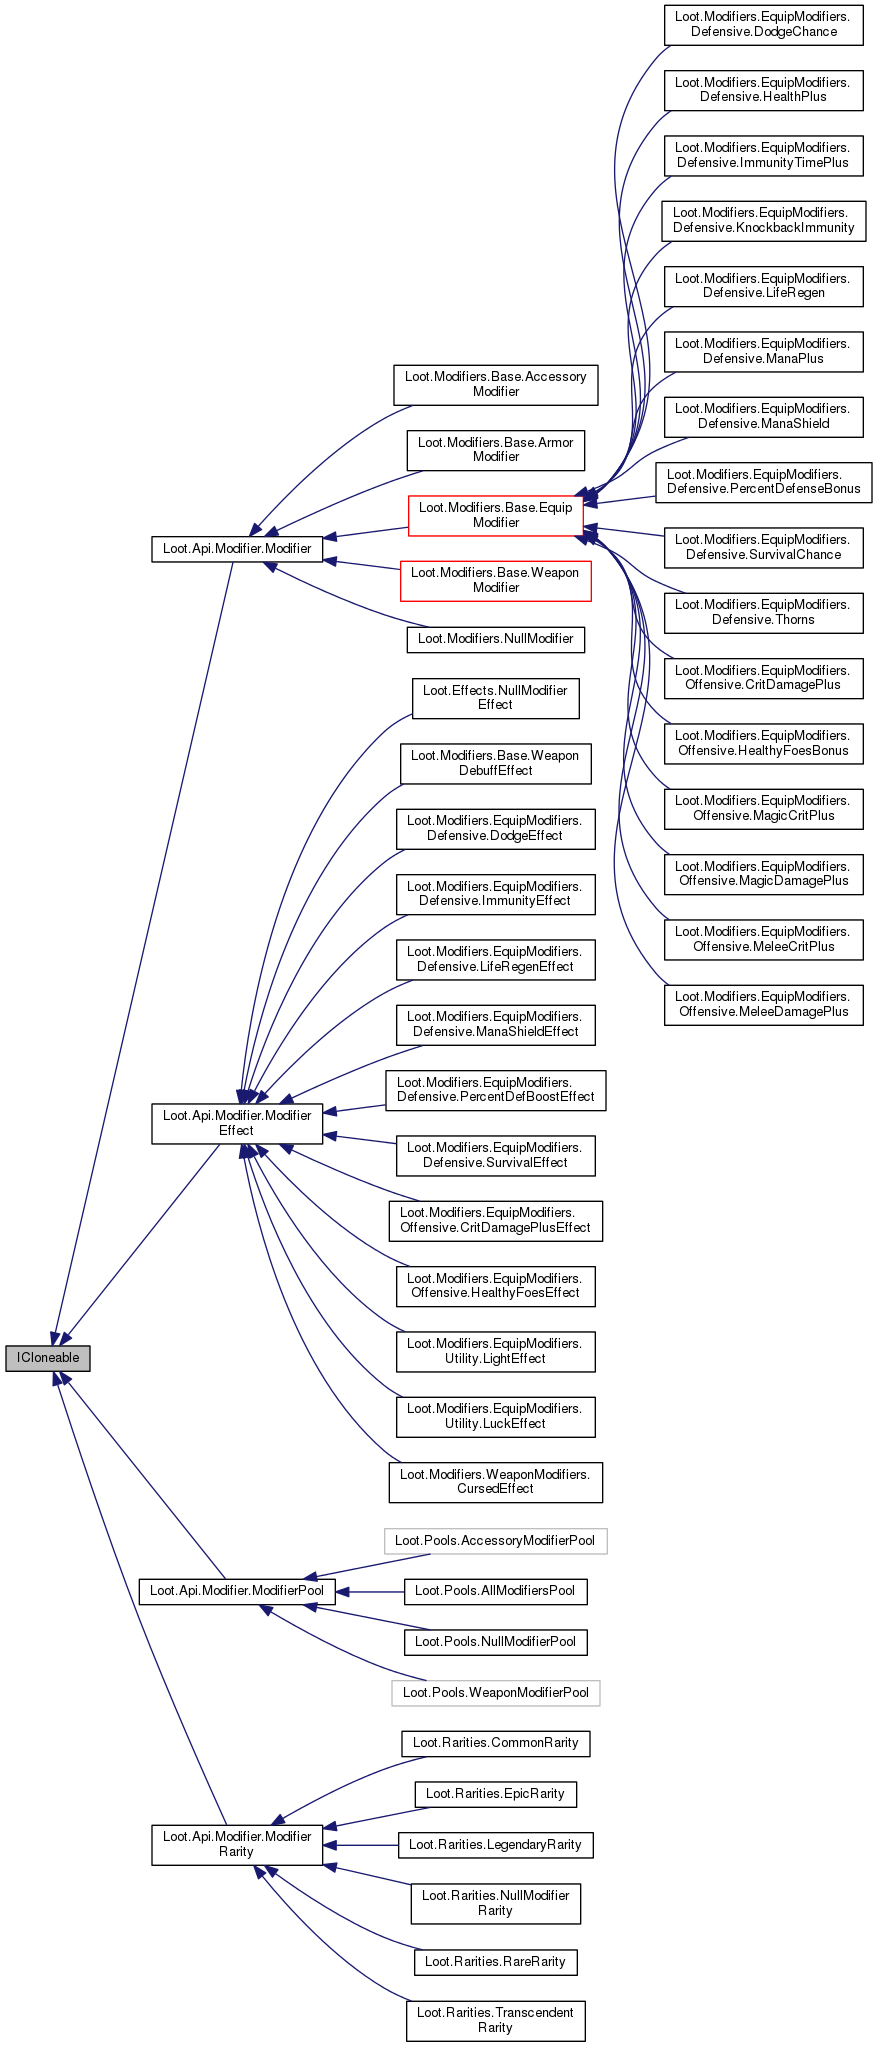 Loot.Modifiers.EquipModifiers.
Defensive.DodgeChance
Loot.Modifiers.EquipModifiers.
Defensive.HealthPlus
Loot.Modifiers.EquipModifiers.
Defensive.ImmunityTimePlus
Loot.Modifiers.EquipModifiers.
Defensive.KnockbackImmunity
Loot.Modifiers.EquipModifiers.
Defensive.LifeRegen
Loot.Modifiers.EquipModifiers.
Defensive.ManaPlus
Loot.Modifiers.EquipModifiers.
Defensive.ManaShield
Loot.Modifiers.EquipModifiers.
Defensive.PercentDefenseBonus
Loot.Modifiers.EquipModifiers.
Defensive.SurvivalChance
Loot.Modifiers.EquipModifiers.
Defensive.Thorns
Loot.Modifiers.EquipModifiers.
Offensive.CritDamagePlus
Loot.Modifiers.EquipModifiers.
Offensive.HealthyFoesBonus
Loot.Modifiers.EquipModifiers.
Offensive.MagicCritPlus
Loot.Modifiers.EquipModifiers.
Offensive.MagicDamagePlus
Loot.Modifiers.EquipModifiers.
Offensive.MeleeCritPlus
Loot.Modifiers.EquipModifiers.
Offensive.MeleeDamagePlus
Loot.Modifiers.Base.Accessory
Modifier
Loot.Modifiers.Base.Armor
Modifier
Loot.Modifiers.Base.Equip
Modifier
Loot.Api.Modifier.Modifier
Loot.Modifiers.Base.Weapon
Modifier
Loot.Modifiers.NullModifier
Loot.Effects.NullModifier
Effect
Loot.Modifiers.Base.Weapon
DebuffEffect
Loot.Modifiers.EquipModifiers.
Defensive.DodgeEffect
Loot.Modifiers.EquipModifiers.
Defensive.ImmunityEffect
Loot.Modifiers.EquipModifiers.
Defensive.LifeRegenEffect
Loot.Modifiers.EquipModifiers.
Defensive.ManaShieldEffect
Loot.Modifiers.EquipModifiers.
Defensive.PercentDefBoostEffect
Loot.Api.Modifier.Modifier
Effect
Loot.Modifiers.EquipModifiers.
Defensive.SurvivalEffect
Loot.Modifiers.EquipModifiers.
Offensive.CritDamagePlusEffect
Loot.Modifiers.EquipModifiers.
Offensive.HealthyFoesEffect
Loot.Modifiers.EquipModifiers.
Utility.LightEffect
ICloneable
Loot.Modifiers.EquipModifiers.
Utility.LuckEffect
Loot.Modifiers.WeaponModifiers.
CursedEffect
Loot.Pools.AccessoryModifierPool
Loot.Api.Modifier.ModifierPool
Loot.Pools.AllModifiersPool
Loot.Pools.NullModifierPool
Loot.Pools.WeaponModifierPool
Loot.Rarities.CommonRarity
Loot.Rarities.EpicRarity
Loot.Api.Modifier.Modifier
Rarity
Loot.Rarities.LegendaryRarity
Loot.Rarities.NullModifier
Rarity
Loot.Rarities.RareRarity
Loot.Rarities.Transcendent
Rarity